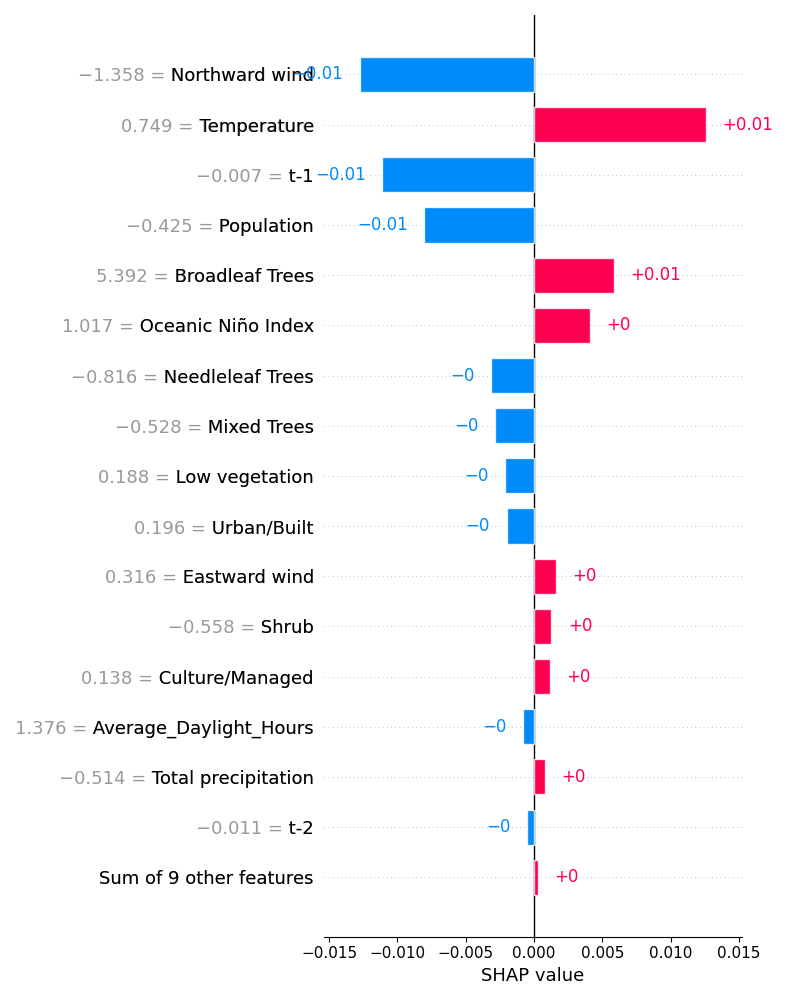 −1.358 = Northward wind −0.01
0.749 = Temperature +0.01
−0.007 = t-1 −0.01
−0.425 = Population −0.01
5.392 = Broadleaf Trees +0.01
1.017 = Oceanic Niño Index +0
−0.816 = Needleleaf Trees −0
−0.528 = Mixed Trees −0
0.188 = Low vegetation −0
0.196 = Urban/Built −0
0.316 = Eastward wind +0
−0.558 = Shrub +0
0.138 = Culture/Managed +0
1.376 = Average_Daylight_Hours −0
−0.514 = Total precipitation +0
−0.011 = t-2 −0
Sum of 9 other features +0
−0.015 −0.010 −0.005 0.000 0.005 0.010 0.015
SHAP value